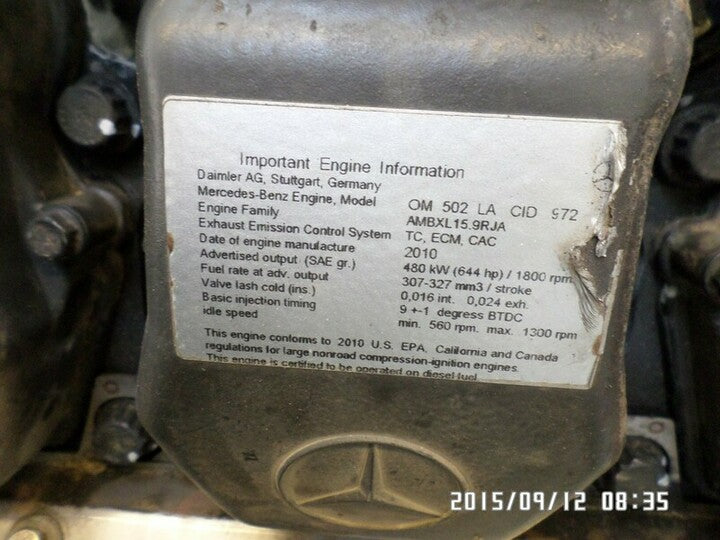 Important Engine Information
Daimler AG, Stuttgart, Germany
Mercedes-Benz Engine, Model OM 502 LA CID 972
Engine Family AMBXL15.9RJA
Exhaust Emission Control System TC, ECM, CAC
Date of engine manufacture 2010
Advertised output (SAE gr.) 480 kW (644 hp) / 1800 rpm
Fuel rate at adv. output 307-327 mm3 / stroke
Valve lash cold (ins.) 0,016 int. 0,024 exh.
Basic injection timing 9 +-1 degress BTDC
idle speed min. 560 rpm. max. 1300 rpm
This engine conforms to 2010 U.S. EPA, California and Canada
regulations for large nonroad compression-ignition engines.
This engine is certified to be operated on diesel fuel
2015/09/12 08:35